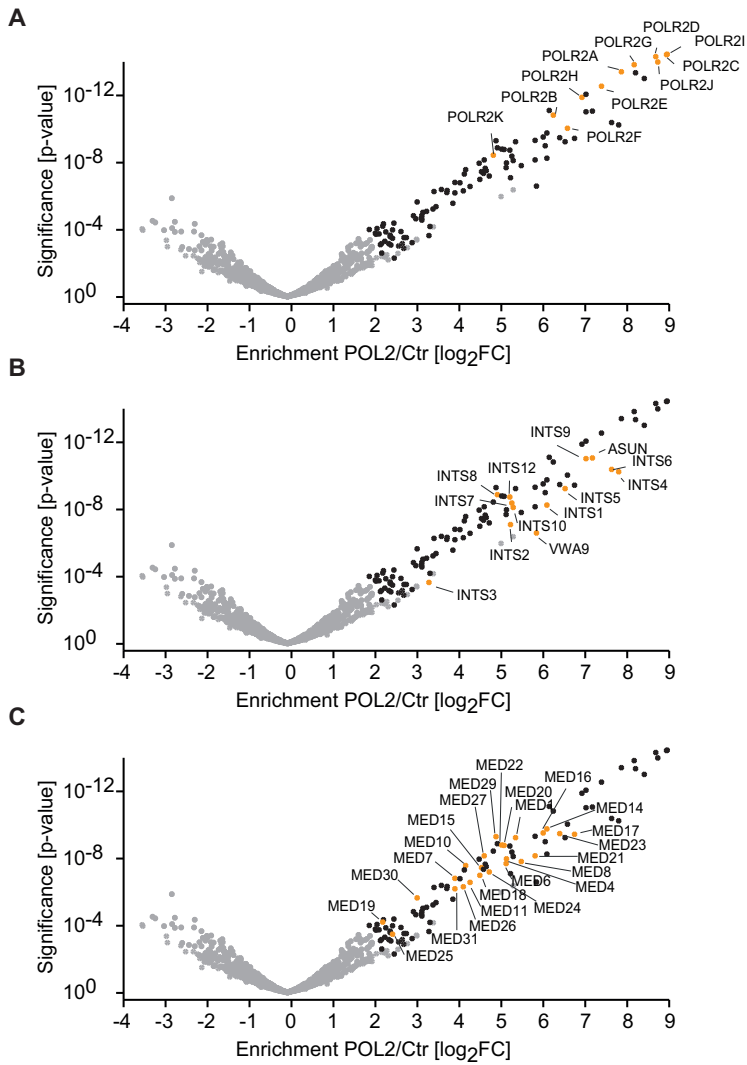 A
POLR2D
POLR2G
POLR2I
POLR2A
POLR2C
POLR2H
POLR2J
POLR2B
POLR2E
POLR2K
POLR2F
Significance [p-value]
10-12
10-8
10-4
100
-4 -3 -2 -1 0 1 2 3 4 5 6 7 8 9
Enrichment POL2/Ctr [log2FC]
B
INTS9
ASUN
INTS12
INTS6
INTS8
INTS4
INTS7
INTS5
INTS1
INTS10
INTS2
VWA9
INTS3
Significance [p-value]
10-12
10-8
10-4
100
-4 -3 -2 -1 0 1 2 3 4 5 6 7 8 9
Enrichment POL2/Ctr [log2FC]
C
MED22
MED16
MED29
MED20
MED27
MED1
MED14
MED15
MED17
MED10
MED23
MED7
MED21
MED30
MED8
MED6
MED4
MED19
MED18
MED24
MED11
MED26
MED31
MED25
Significance [p-value]
10-12
10-8
10-4
100
-4 -3 -2 -1 0 1 2 3 4 5 6 7 8 9
Enrichment POL2/Ctr [log2FC]